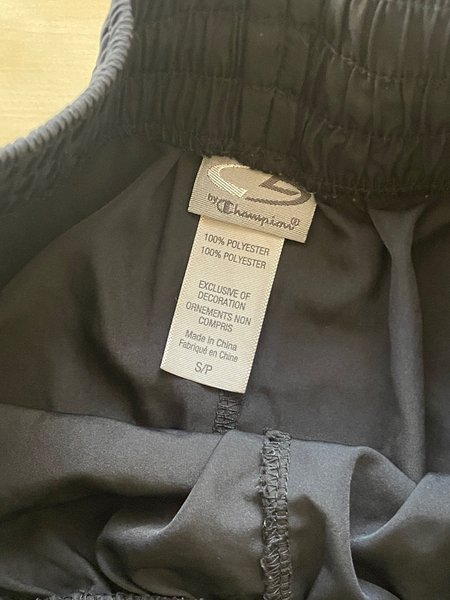 by Champion®
100% POLYESTER
100% POLYESTER
EXCLUSIVE OF
DECORATION
ORNEMENTS NON
COMPRIS
Made in China
Fabriqué en Chine
S/P